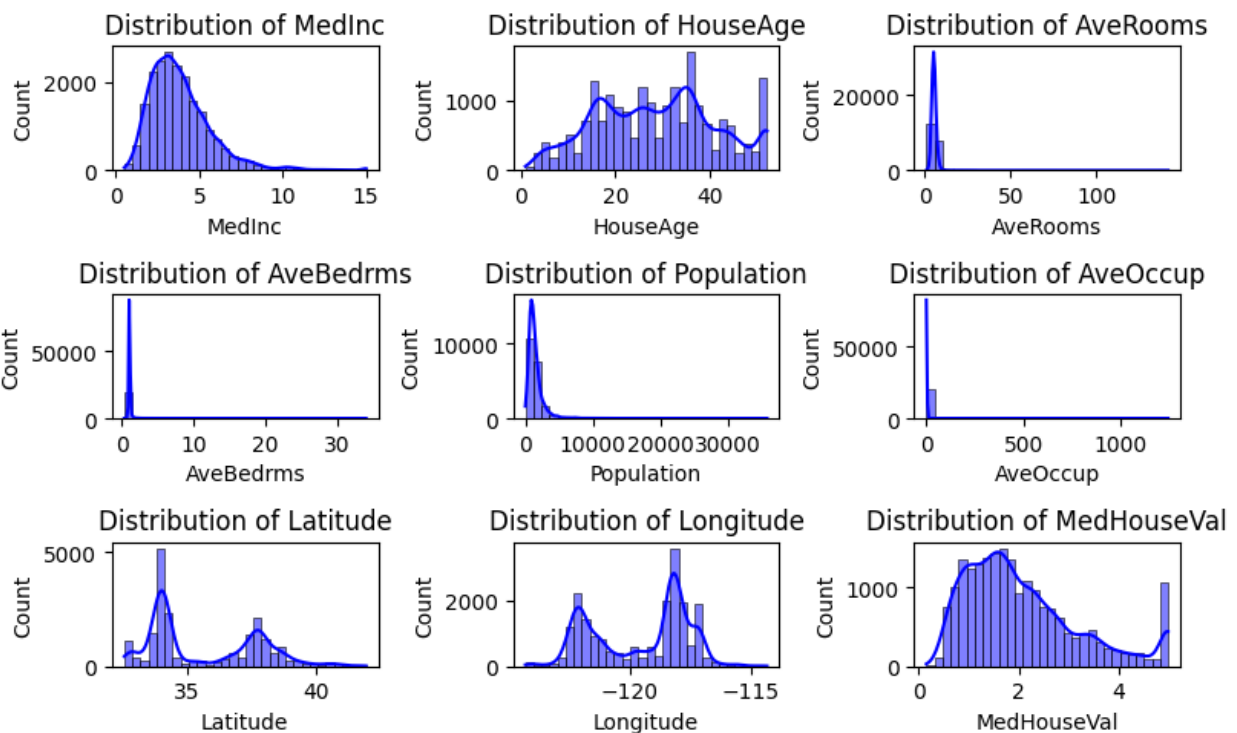 Distribution of MedInc
Count
2000
0
0 5 10 15
MedInc
Distribution of HouseAge
Count
1000
0
0 20 40
HouseAge
Distribution of AveRooms
Count
20000
0
0 50 100
AveRooms
Distribution of AveBedrms
Count
50000
0
0 10 20 30
AveBedrms
Distribution of Population
Count
10000
0
0 10000 20000 30000
Population
Distribution of AveOccup
Count
50000
0
0 500 1000
AveOccup
Distribution of Latitude
Count
5000
0
35 40
Latitude
Distribution of Longitude
Count
2000
0
−120 −115
Longitude
Distribution of MedHouseVal
Count
1000
0
0 2 4
MedHouseVal